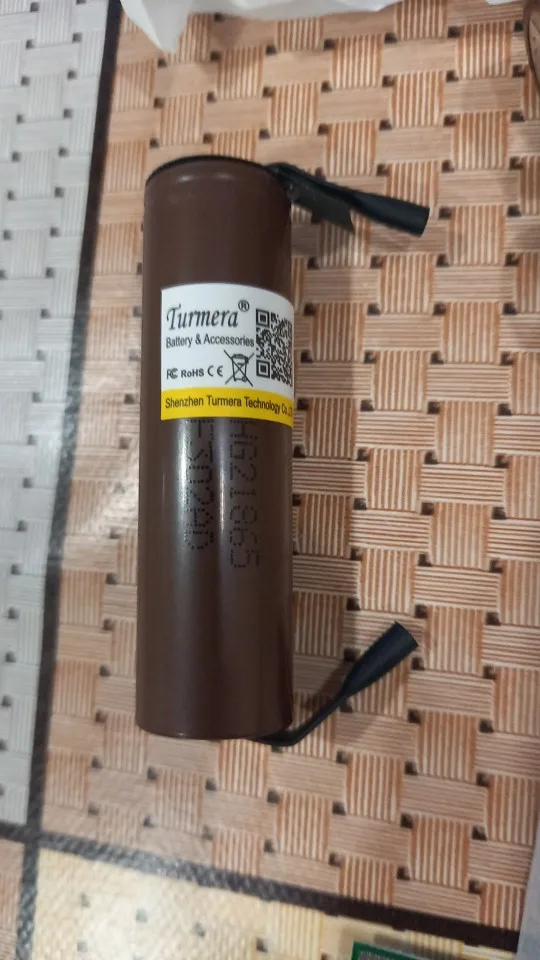 Turmera®
Battery & Accessories
FC RoHS CE
Shenzhen Turmera Technology Co.,
HG21865